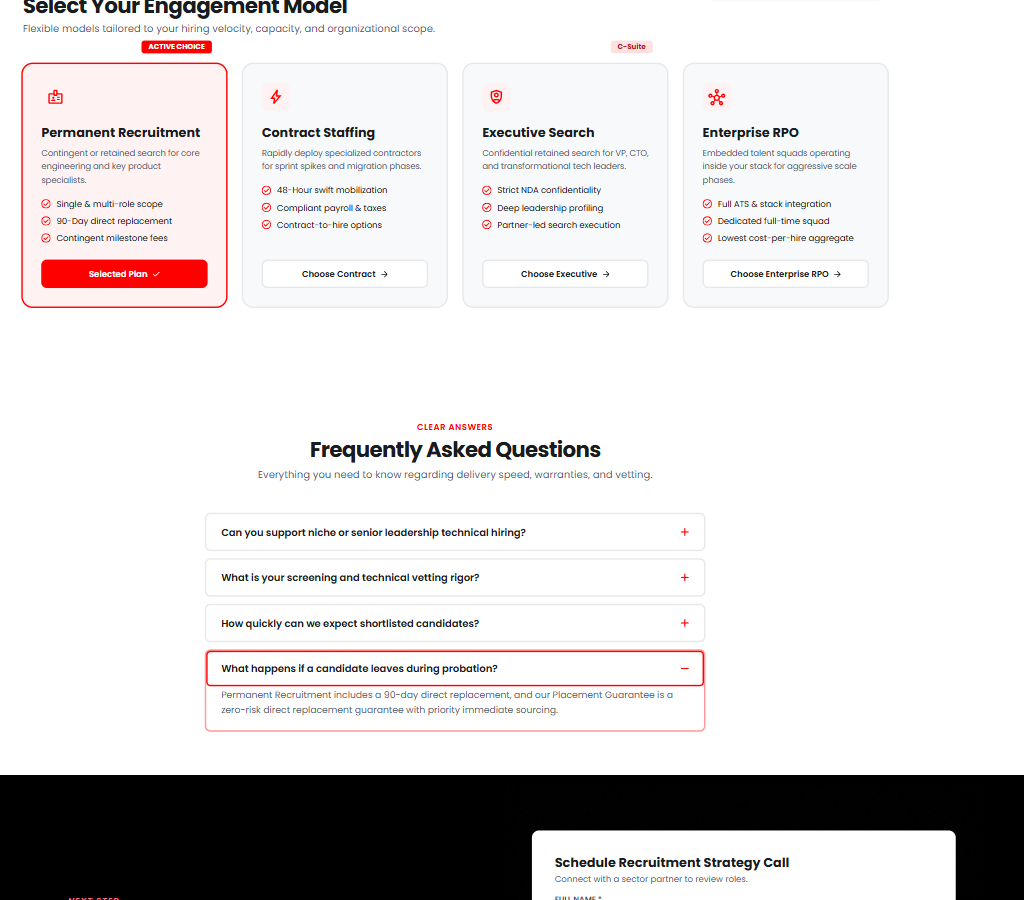 Select Your Engagement Model
Flexible models tailored to your hiring velocity, capacity, and organizational scope.
ACTIVE CHOICE
Permanent Recruitment
Contingent or retained search for core
engineering and key product
specialists.
Single & multi-role scope
90-Day direct replacement
Contingent milestone fees
Selected Plan
Contract Staffing
Rapidly deploy specialized contractors
for sprint spikes and migration phases.
48-Hour swift mobilization
Compliant payroll & taxes
Contract-to-hire options
Choose Contract →
C-Suite
Executive Search
Confidential retained search for VP, CTO,
and transformational tech leaders.
Strict NDA confidentiality
Deep leadership profiling
Partner-led search execution
Choose Executive →
Enterprise RPO
Embedded talent squads operating
inside your stack for aggressive scale
phases.
Full ATS & stack integration
Dedicated full-time squad
Lowest cost-per-hire aggregate
Choose Enterprise RPO →
CLEAR ANSWERS
Frequently Asked Questions
Everything you need to know regarding delivery speed, warranties, and vetting.
Can you support niche or senior leadership technical hiring?
What is your screening and technical vetting rigor?
How quickly can we expect shortlisted candidates?
What happens if a candidate leaves during probation?
Permanent Recruitment includes a 90-day direct replacement, and our Placement Guarantee is a
zero-risk direct replacement guarantee with priority immediate sourcing.
Schedule Recruitment Strategy Call
Connect with a sector partner to review roles.
FULL NAME *
NEXT STEP